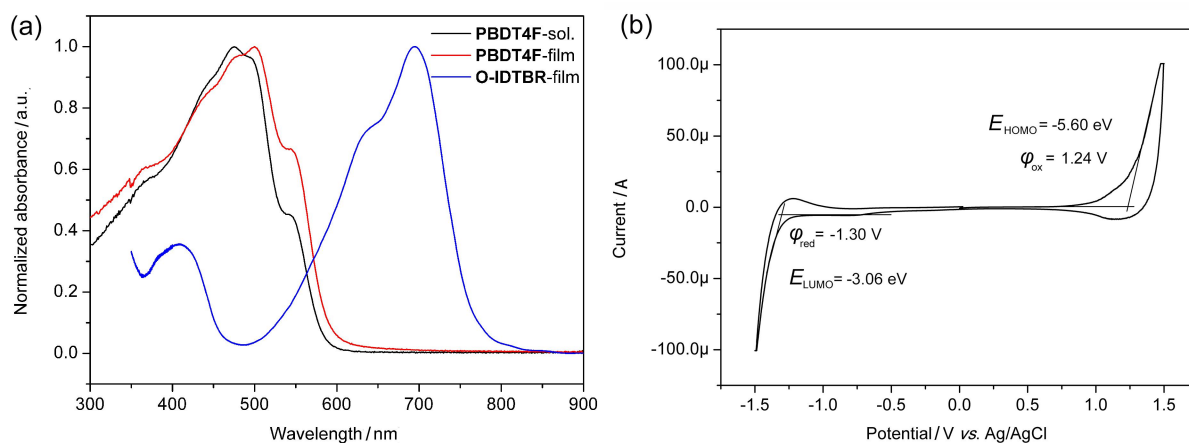 (a)
PBDT4F-sol.
PBDT4F-film
O-IDTBR-film
Normalized absorbance / a.u.
1.0
0.8
0.6
0.4
0.2
0.0
300 400 500 600 700 800 900
Wavelength / nm
(b)
E_HOMO = -5.60 eV
φ_ox = 1.24 V
φ_red = -1.30 V
E_LUMO = -3.06 eV
Current / A
100.0µ
50.0µ
0.0
-50.0µ
-100.0µ
-1.5 -1.0 -0.5 0.0 0.5 1.0 1.5
Potential / V vs. Ag/AgCl